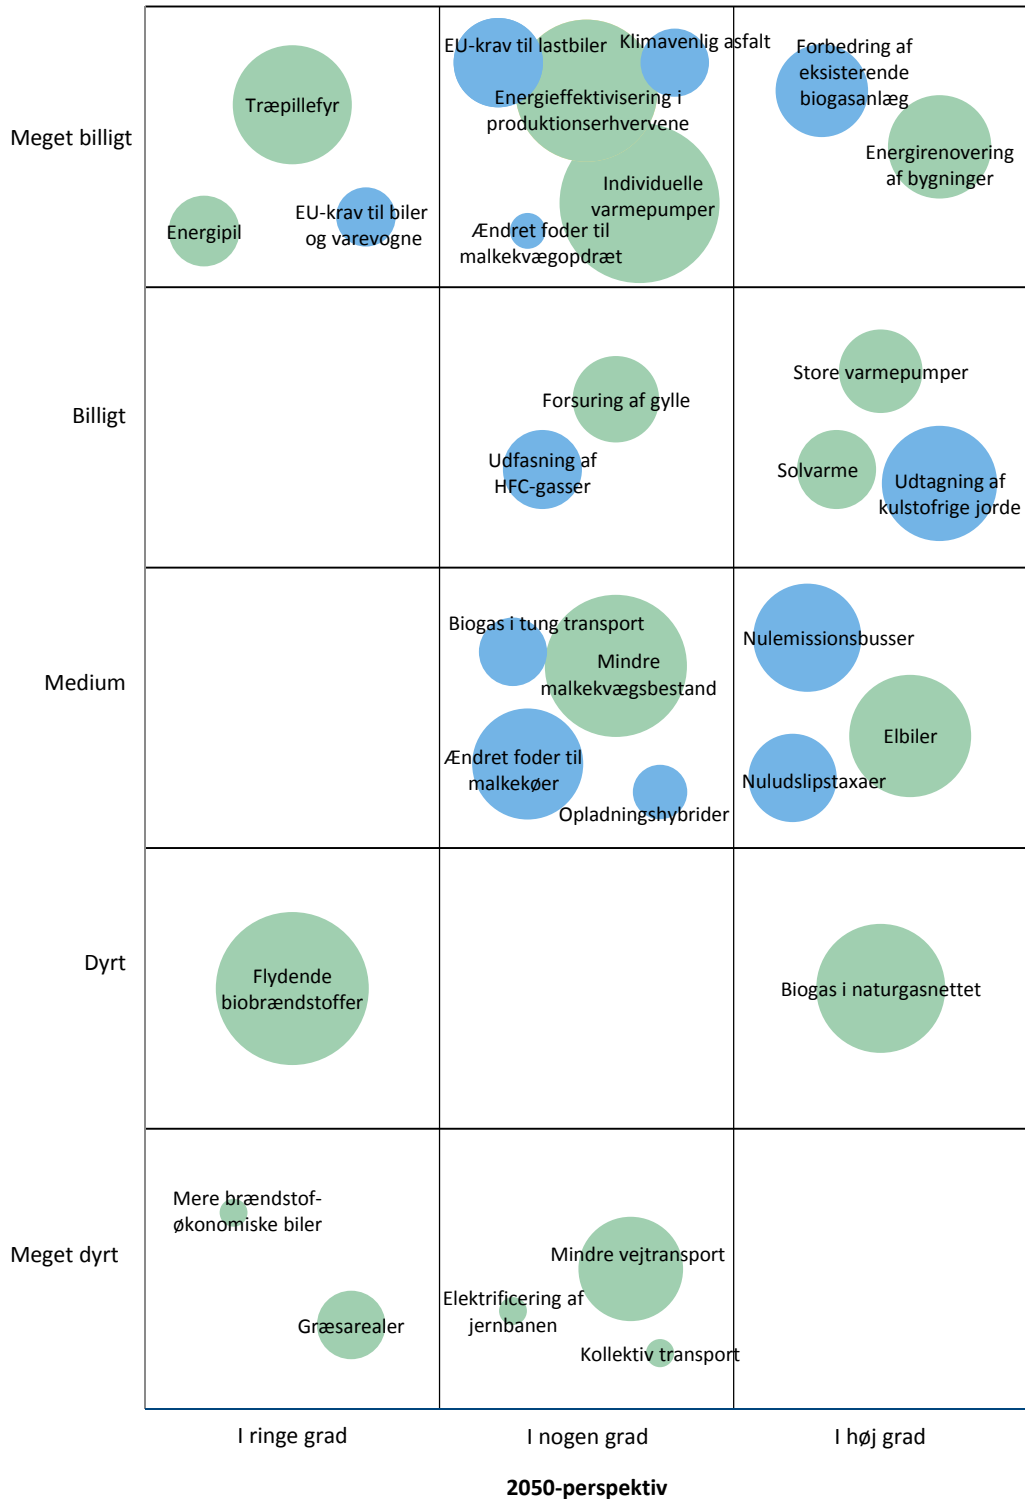 Meget billigt
Træpillefyr
Energipil
EU-krav til biler
og varevogne
EU-krav til lastbiler
Klimavenlig asfalt
Energieffektivisering i
produktionserhvervene
Individuelle
varmepumper
Ændret foder til
malkekvægopdræt
Forbedring af
eksisterende
biogasanlæg
Energirenovering
af bygninger
Billigt
Forsuring af gylle
Udfasning af
HFC-gasser
Store varmepumper
Solvarme
Udtagning af
kulstofrige jorde
Medium
Biogas i tung transport
Mindre
malkekvægsbestand
Ændret foder til
malkekøer
Opladningshybrider
Nulemissionsbusser
Elbiler
Nuludslipstaxaer
Dyrt
Flydende
biobrændstoffer
Biogas i naturgasnettet
Meget dyrt
Mere brændstof-
økonomiske biler
Græsarealer
Mindre vejtransport
Elektrificering af
jernbanen
Kollektiv transport
I ringe grad
I nogen grad
I høj grad
2050-perspektiv